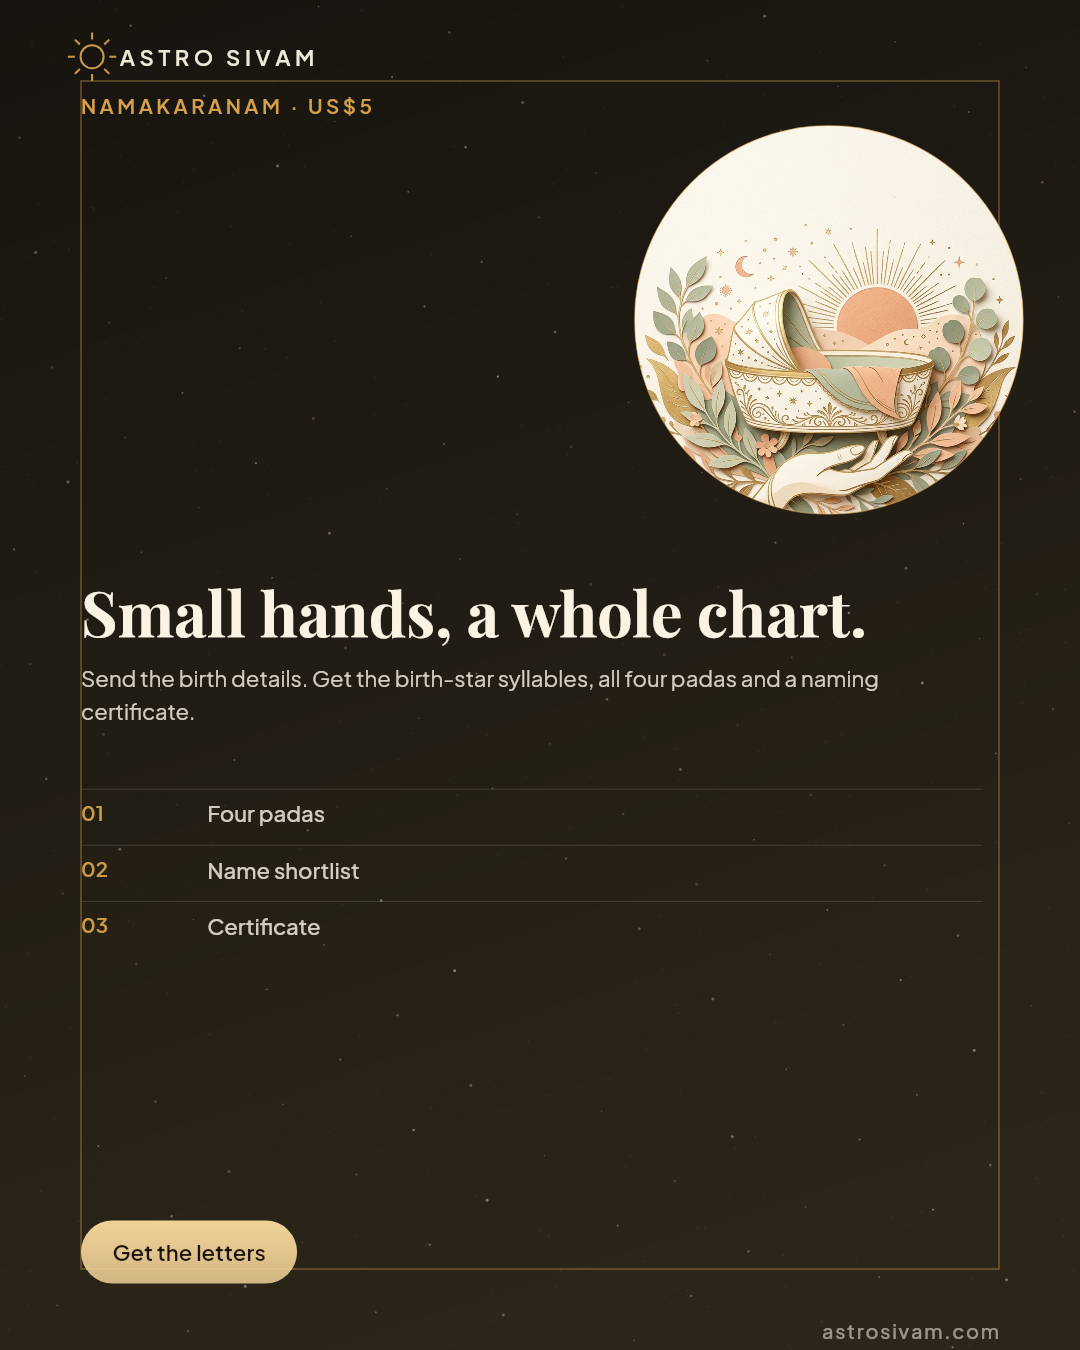 ASTRO SIVAM
NAMAKARANAM · US$5
Small hands, a whole chart.
Send the birth details. Get the birth-star syllables, all four padas and a naming
certificate.
01 Four padas
02 Name shortlist
03 Certificate
Get the letters
astrosivam.com